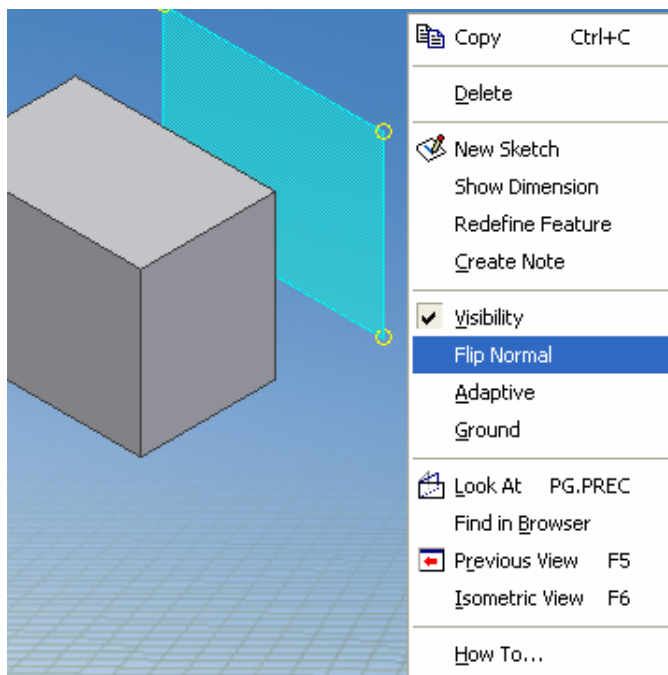 Copy Ctrl+C
Delete
New Sketch
Show Dimension
Redefine Feature
Create Note
Visibility
Flip Normal
Adaptive
Ground
Look At PG.PREC
Find in Browser
Previous View F5
Isometric View F6
How To...